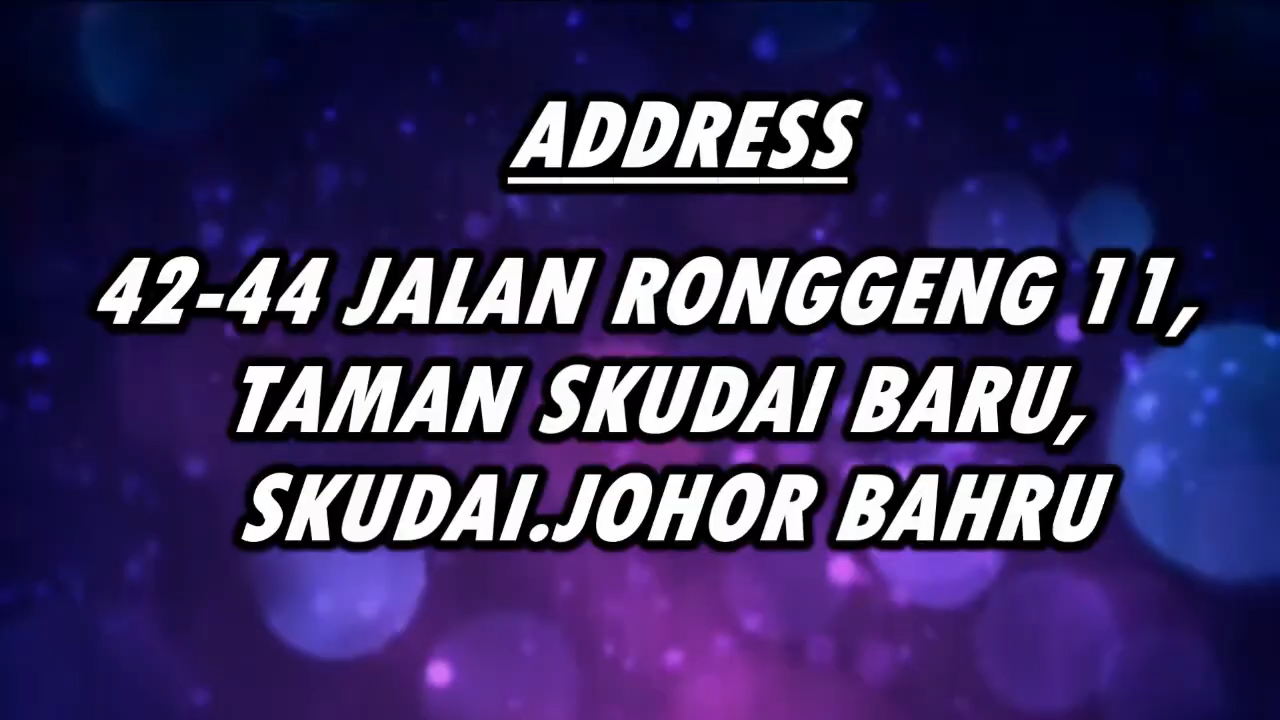 ADDRESS
42-44 JALAN RONGGENG 11,
TAMAN SKUDAI BARU,
SKUDAI.JOHOR BAHRU